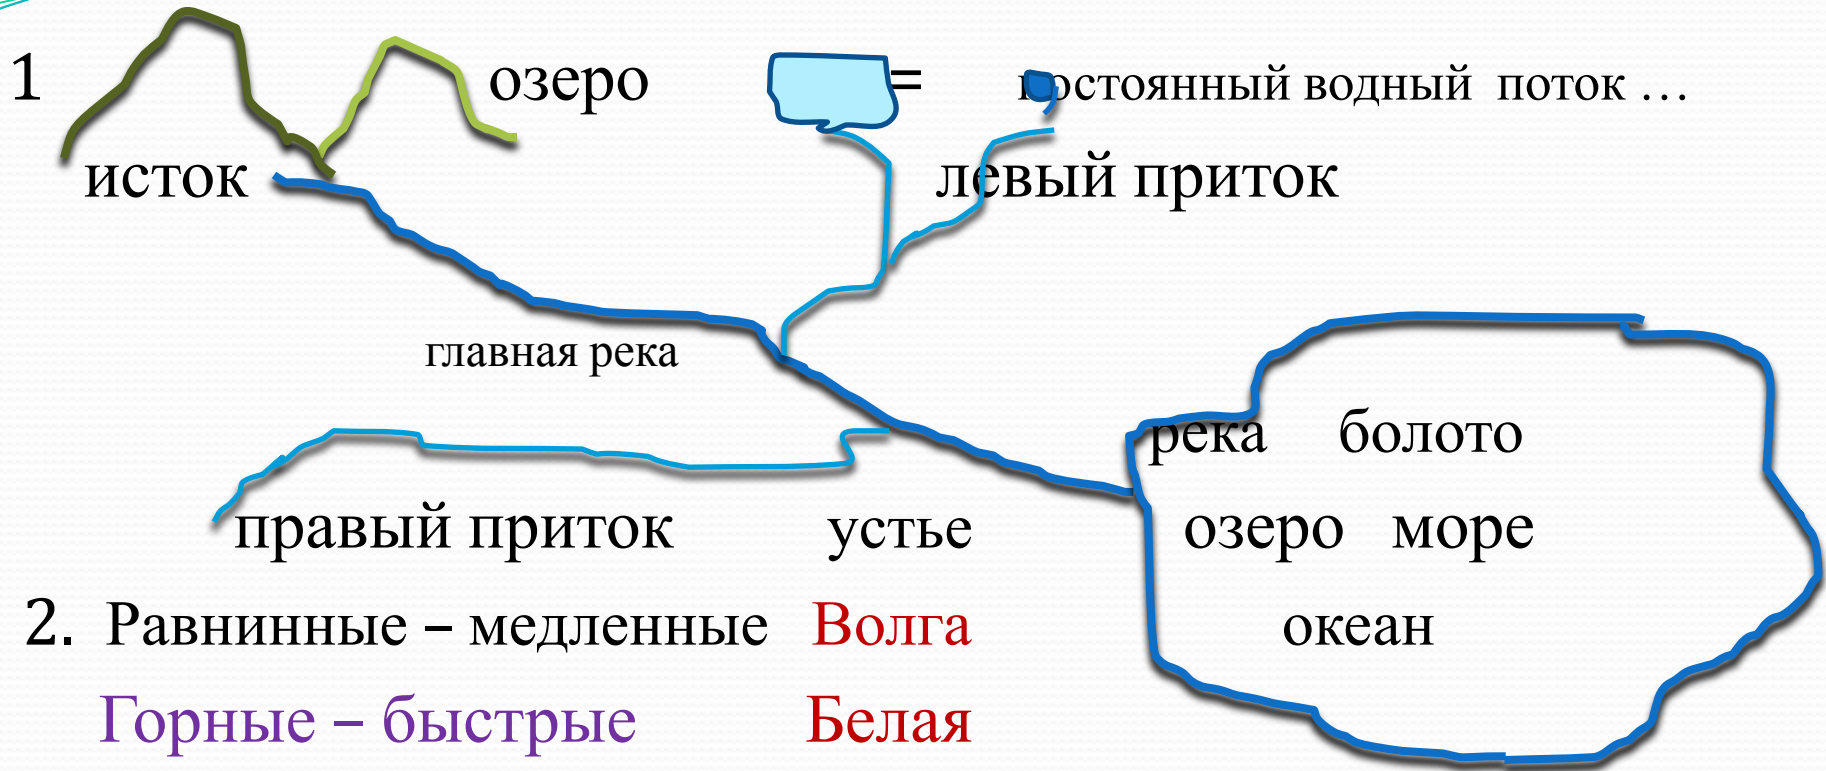 1 озеро = постоянный водный поток …
исток левый приток
главная река
река болото
правый приток устье озеро море
2. Равнинные – медленные Волга океан
Горные – быстрые Белая